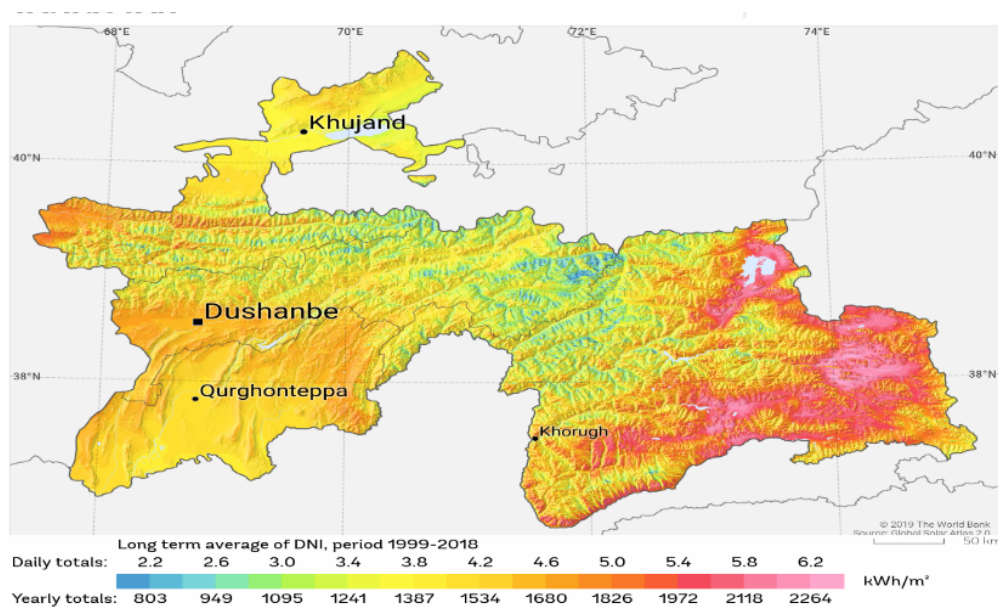 68°E 70°E 72°E 74°E
Khujand
40°N 40°N
Dushanbe
38°N 38°N
Qurghonteppa
Khorugh
© 2019 The World Bank
Source: Global Solar Atlas 2.0
50 km
Long term average of DNI, period 1999-2018
Daily totals: 2.2 2.6 3.0 3.4 3.8 4.2 4.6 5.0 5.4 5.8 6.2
kWh/m²
Yearly totals: 803 949 1095 1241 1387 1534 1680 1826 1972 2118 2264